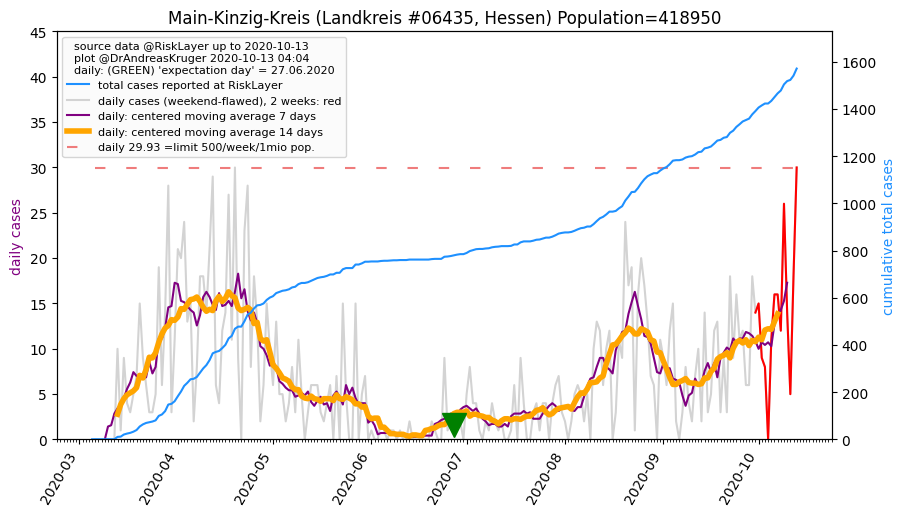 Main-Kinzig-Kreis (Landkreis #06435, Hessen) Population=418950
source data @RiskLayer up to 2020-10-13
plot @DrAndreasKruger 2020-10-13 04:04
daily: (GREEN) 'expectation day' = 27.06.2020
total cases reported at RiskLayer
daily cases (weekend-flawed), 2 weeks: red
daily: centered moving average 7 days
daily: centered moving average 14 days
daily 29.93 =limit 500/week/1mio pop.
daily cases
45
40
35
30
25
20
15
10
5
0
1600
1400
1200
1000
800
600
400
200
0
cumulative total cases
2020-03
2020-04
2020-05
2020-06
2020-07
2020-08
2020-09
2020-10